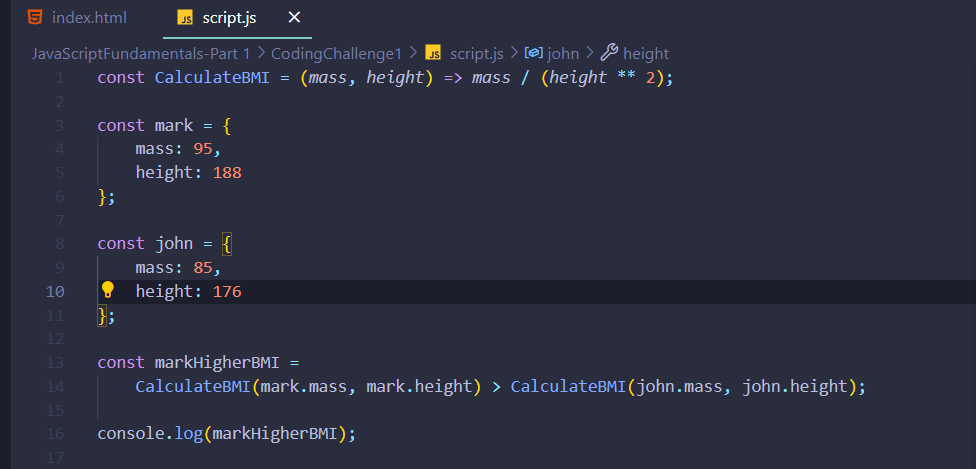 index.html JS script.js ✕
JavaScriptFundamentals-Part 1 > CodingChallenge1 > JS script.js > john > height
1 const CalculateBMI = (mass, height) => mass / (height ** 2);
2
3 const mark = {
4     mass: 95,
5     height: 188
6 };
7
8 const john = {
9     mass: 85,
10     height: 176
11 };
12
13 const markHigherBMI =
14     CalculateBMI(mark.mass, mark.height) > CalculateBMI(john.mass, john.height);
15
16 console.log(markHigherBMI);
17